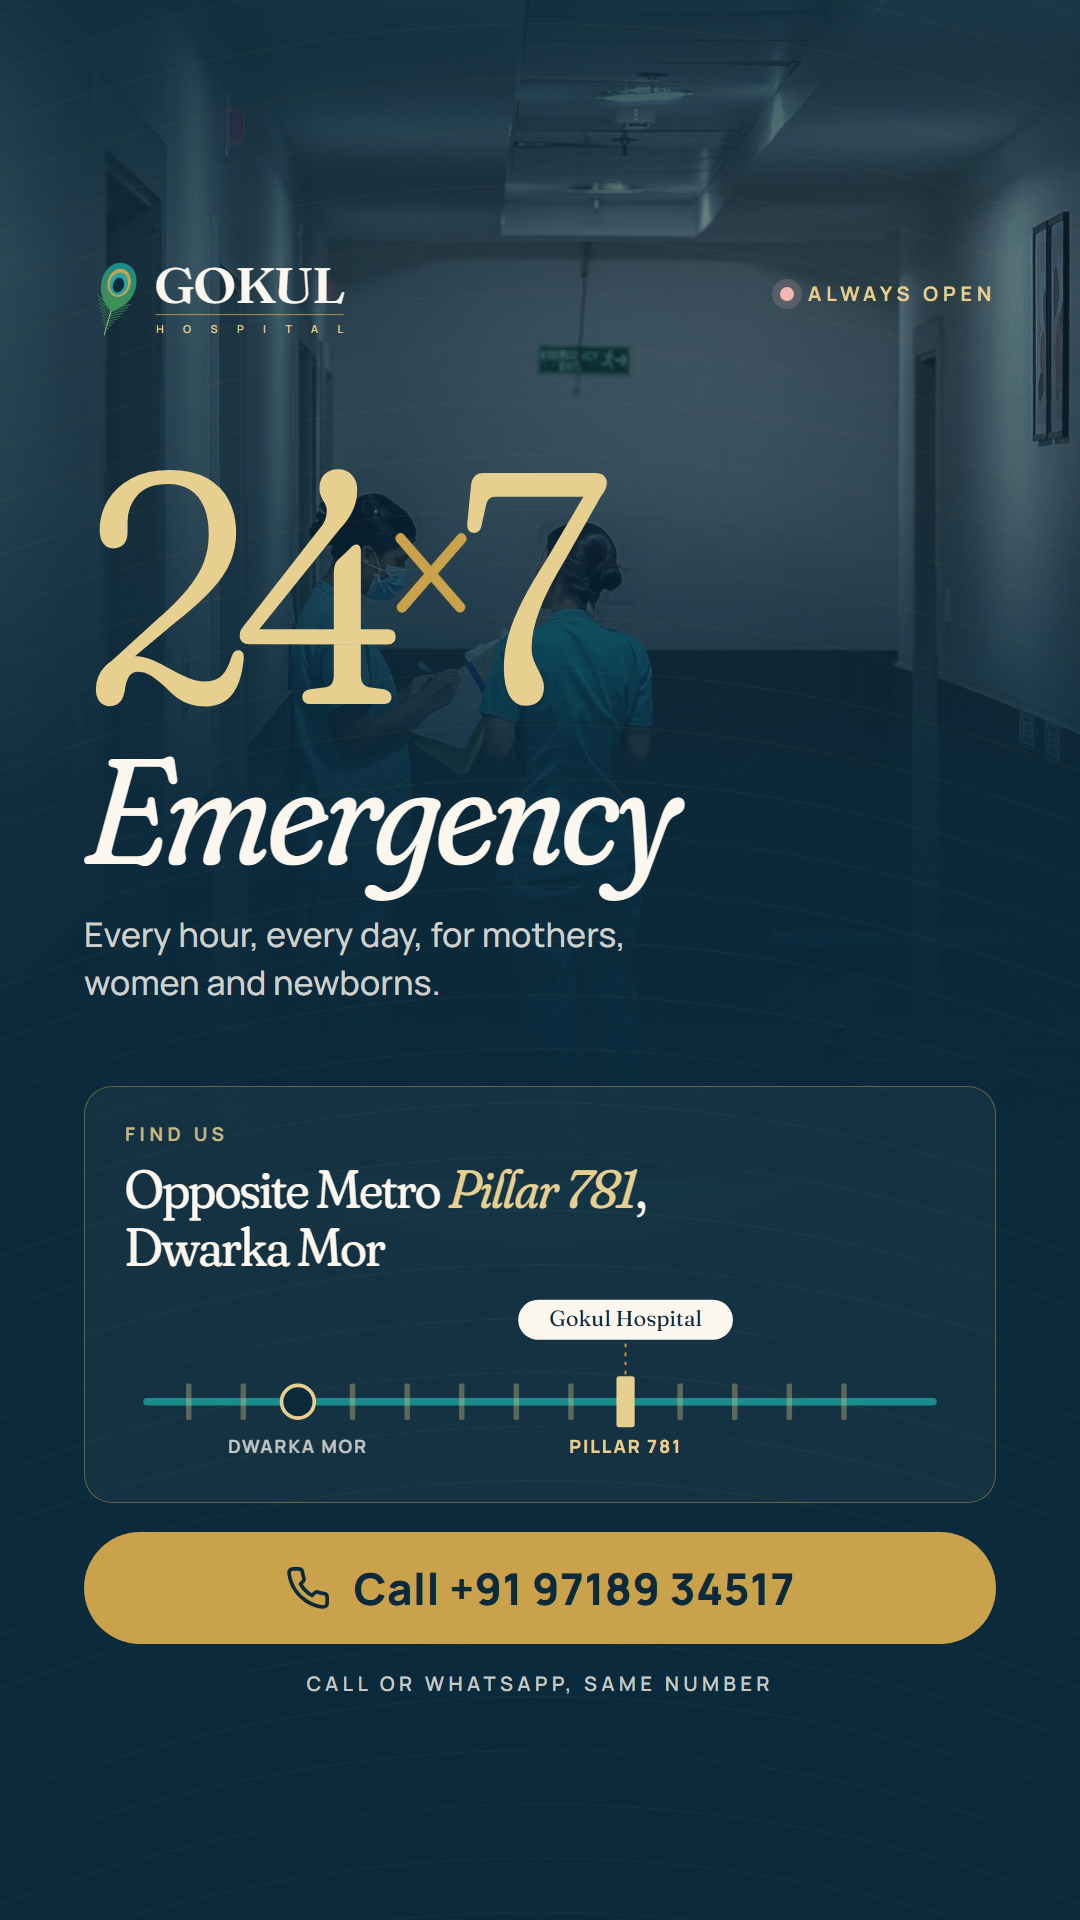 GOKUL
HOSPITAL
ALWAYS OPEN
EMERGENCY
EXIT
24×7
Emergency
Every hour, every day, for mothers,
women and newborns.
FIND US
Opposite Metro Pillar 781,
Dwarka Mor
Gokul Hospital
DWARKA MOR
PILLAR 781
Call +91 97189 34517
CALL OR WHATSAPP, SAME NUMBER